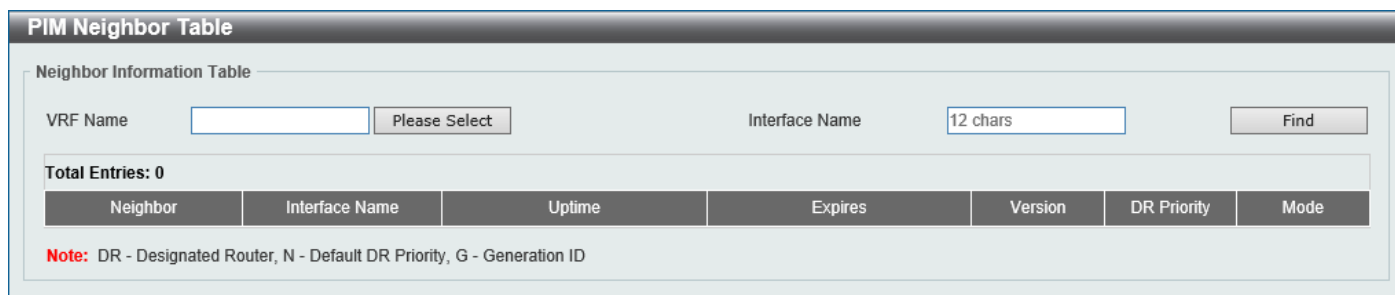 PIM Neighbor Table
Neighbor Information Table
VRF Name Please Select Interface Name 12 chars Find
Total Entries: 0
Neighbor Interface Name Uptime Expires Version DR Priority Mode
Note: DR - Designated Router, N - Default DR Priority, G - Generation ID